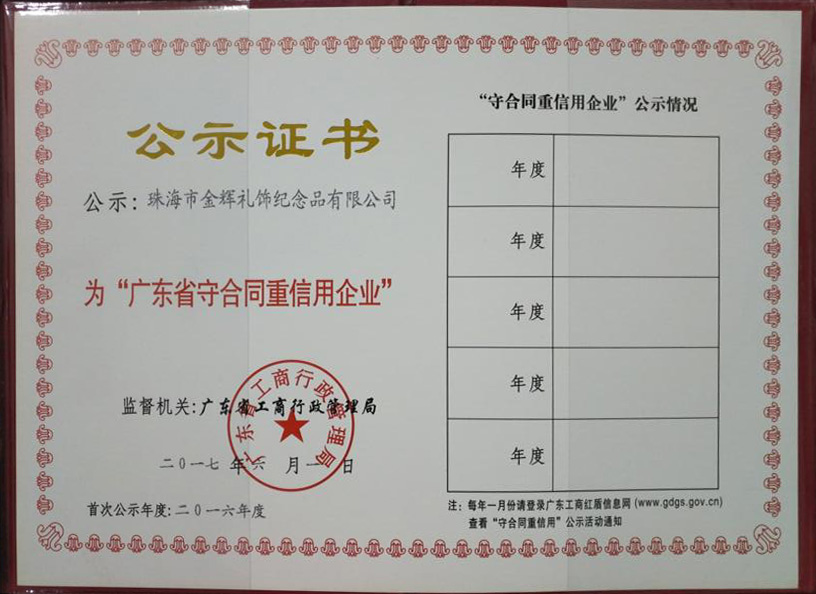 公示证书
公示：珠海市金辉礼饰纪念品有限公司
为“广东省守合同重信用企业”
监督机关：广东省工商行政管理局
广东省工商行政管理局
二〇一七 年六 月一 日
首次公示年度：二〇一六年度
“守合同重信用企业”公示情况
年度
年度
年度
年度
年度
注：每年一月份请登录广东工商红盾信息网（www.gdgs.gov.cn）
查看“守合同重信用”公示活动通知